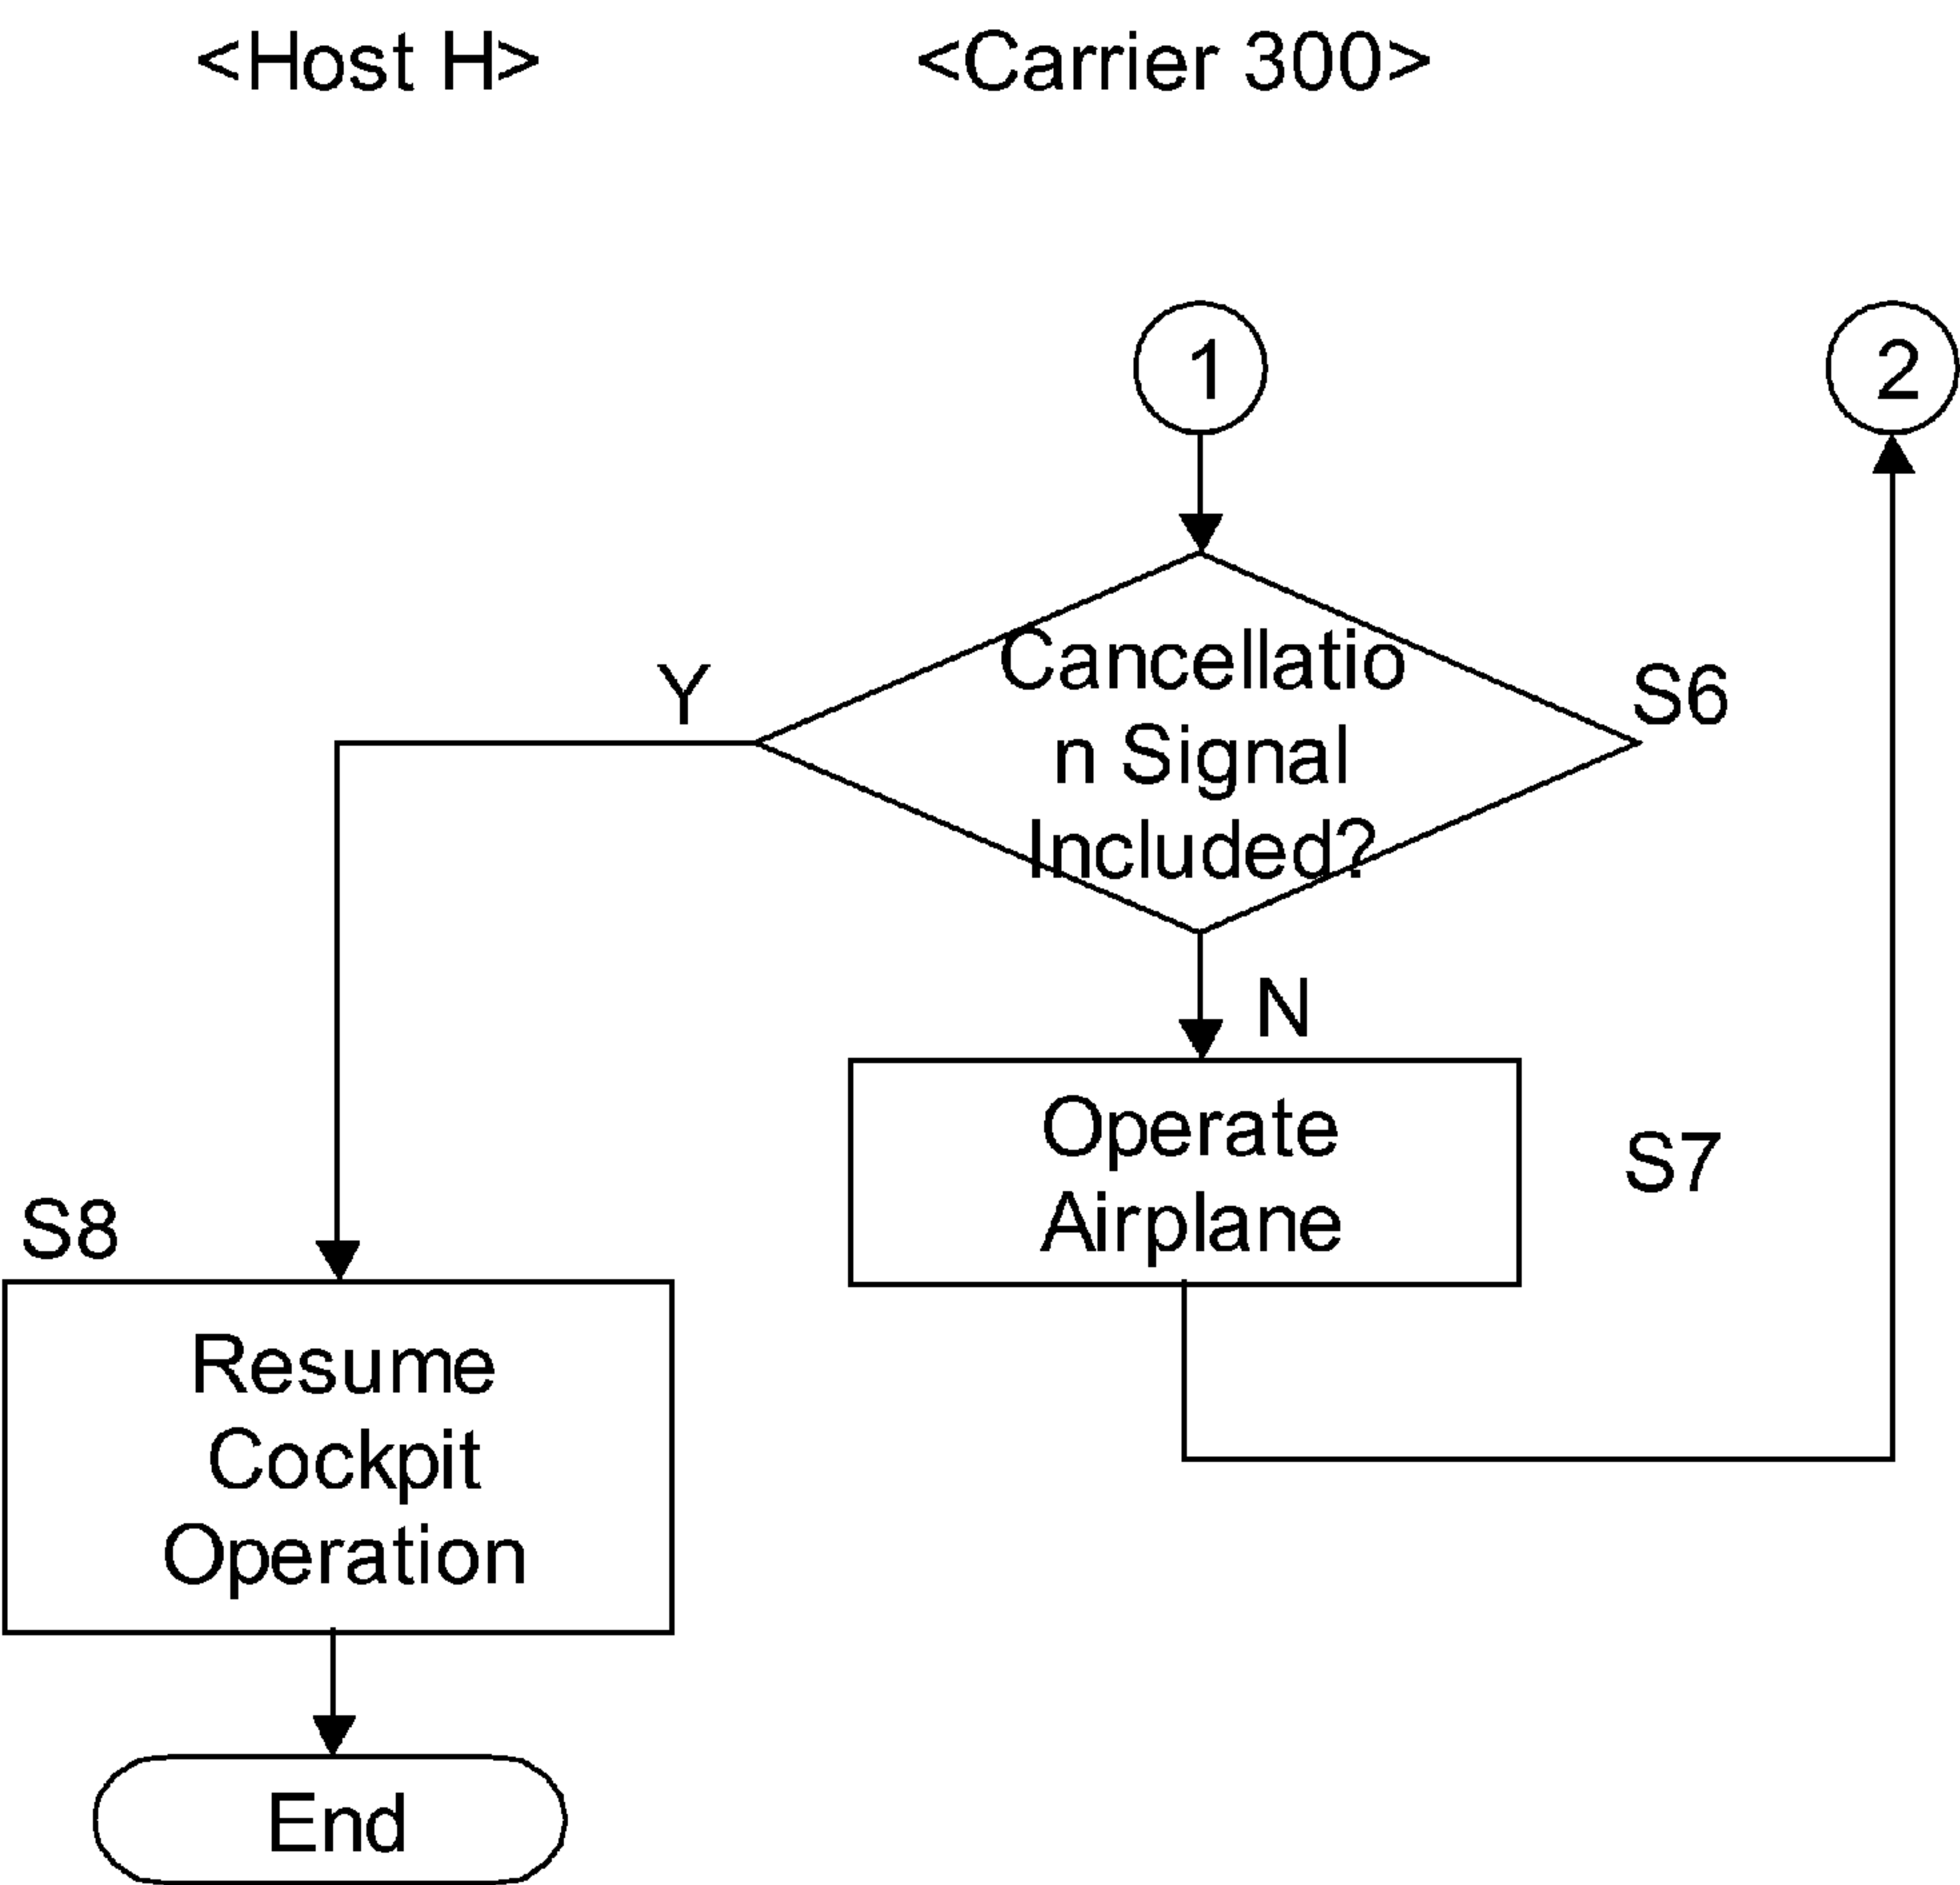 <Host H>
<Carrier 300>
1
2
Cancellatio
n Signal
Included?
Y
S6
N
Operate
Airplane
S7
S8
Resume
Cockpit
Operation
End